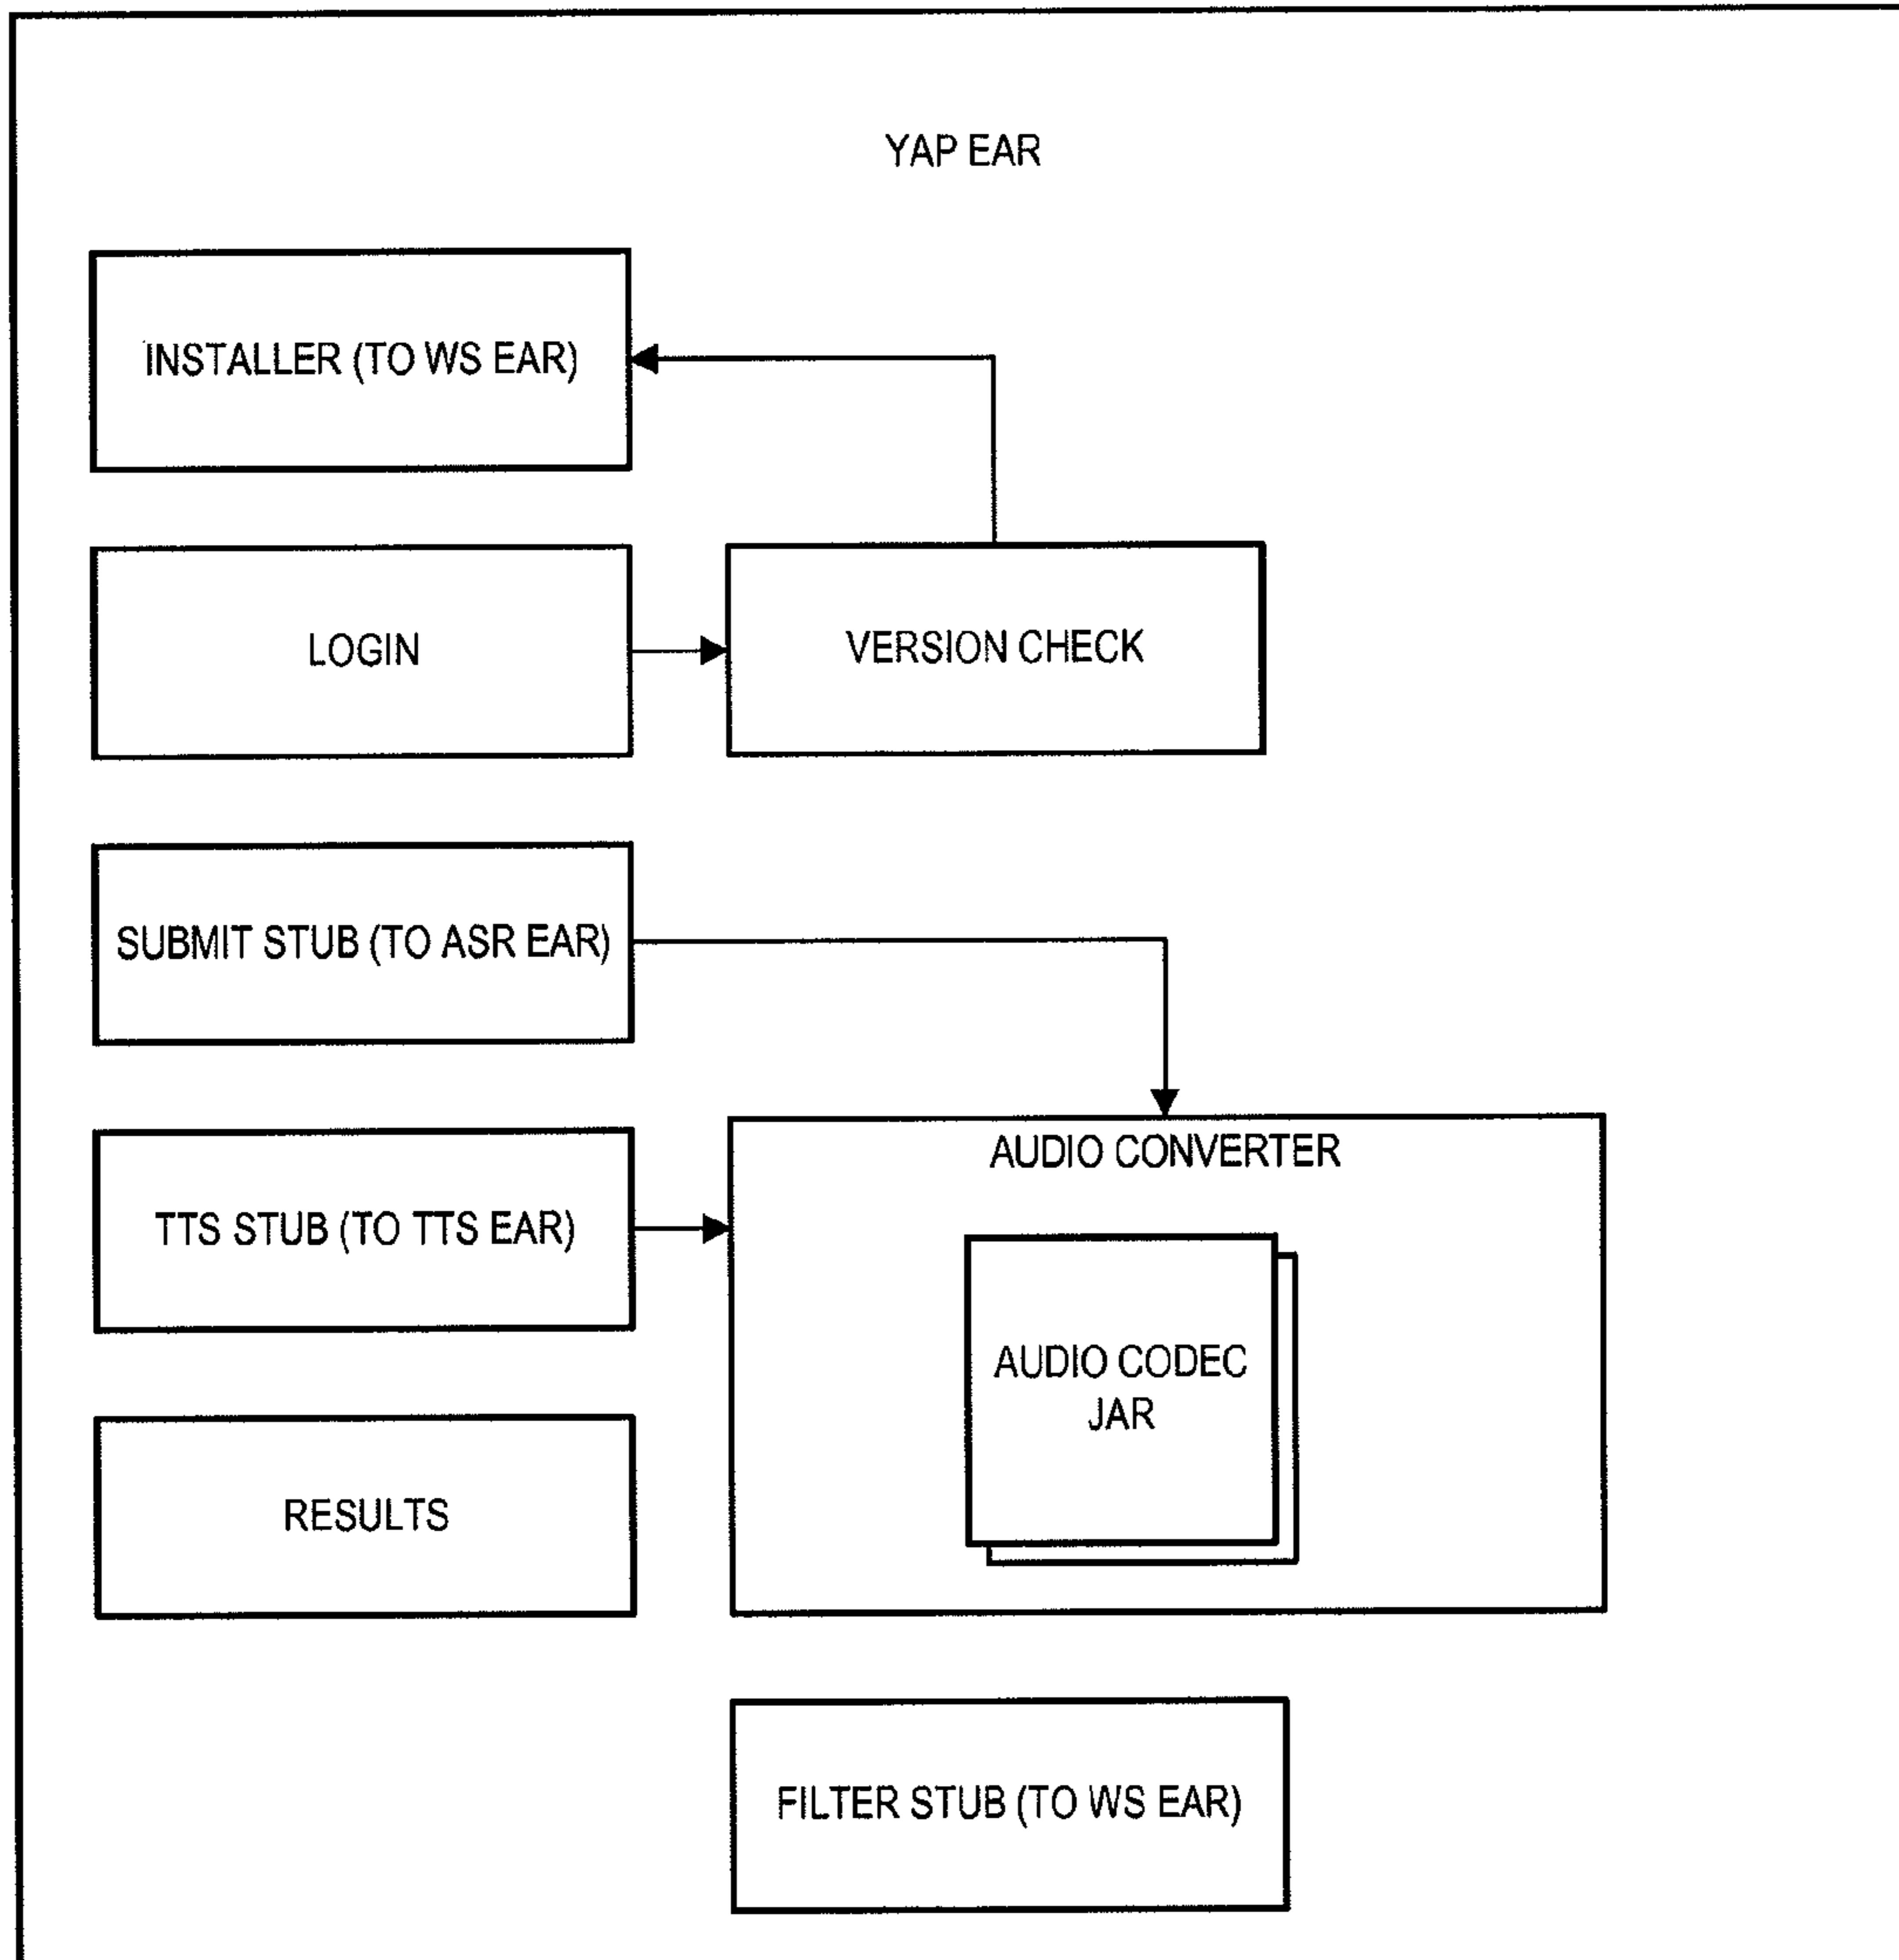 YAP EAR
INSTALLER (TO WS EAR)
LOGIN
VERSION CHECK
SUBMIT STUB (TO ASR EAR)
AUDIO CONVERTER
TTS STUB (TO TTS EAR)
AUDIO CODEC
JAR
RESULTS
FILTER STUB (TO WS EAR)